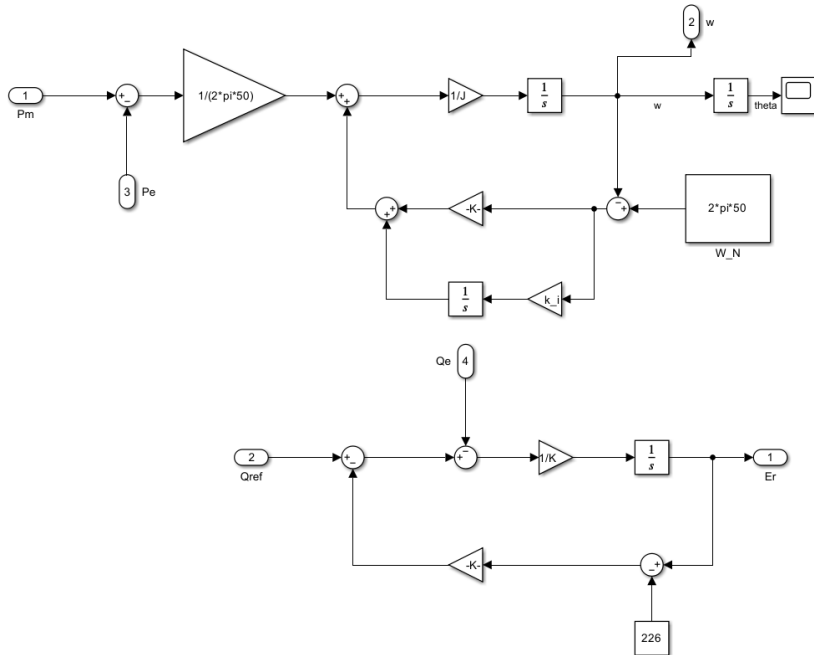 2
w
1
Pm
+
−
1/(2*pi*50)
+
+
1/J
1
s
w
1
s
theta
3
Pe
+
+
-K-
−
+
2*pi*50
W_N
1
s
k_i
Qe
4
2
Qref
+
−
+
−
1/K
1
s
1
Er
-K-
−
+
226